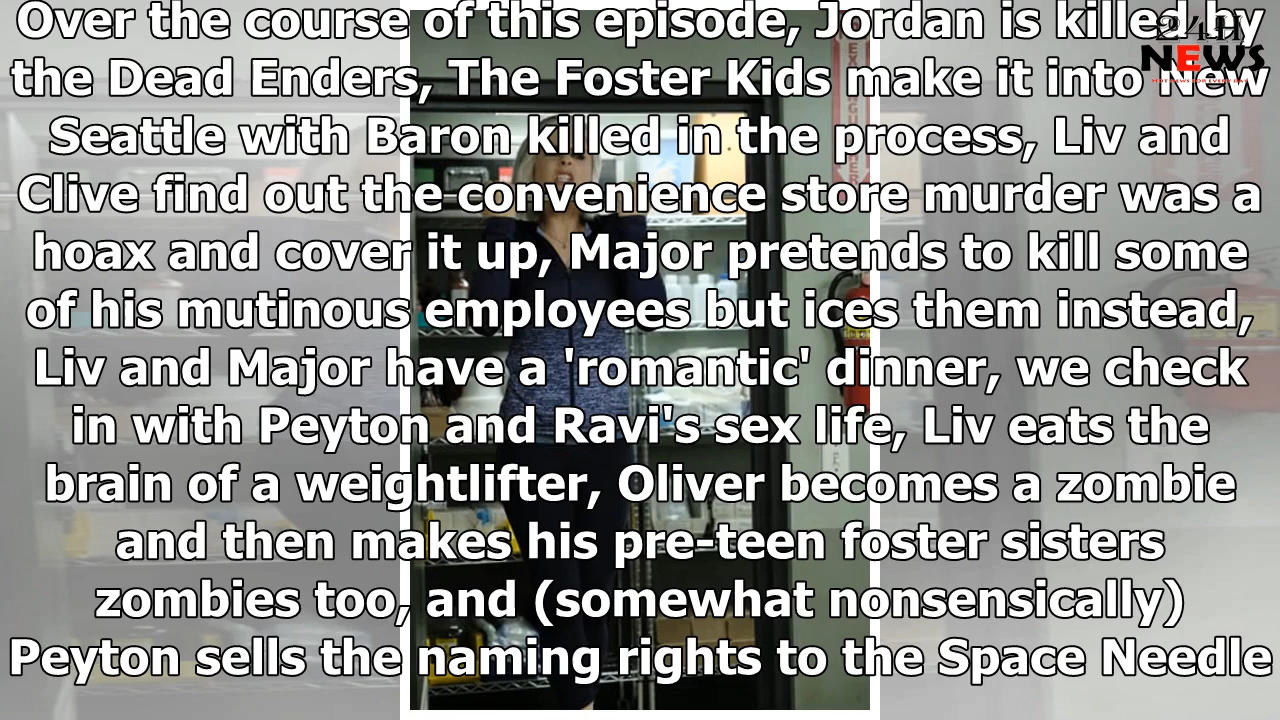 Over the course of this episode, Jordan is killed by
the Dead Enders, The Foster Kids make it into New
Seattle with Baron killed in the process, Liv and
Clive find out the convenience store murder was a
hoax and cover it up, Major pretends to kill some
of his mutinous employees but ices them instead,
Liv and Major have a 'romantic' dinner, we check
in with Peyton and Ravi's sex life, Liv eats the
brain of a weightlifter, Oliver becomes a zombie
and then makes his pre-teen foster sisters
zombies too, and (somewhat nonsensically)
Peyton sells the naming rights to the Space Needle
24H
NEWS